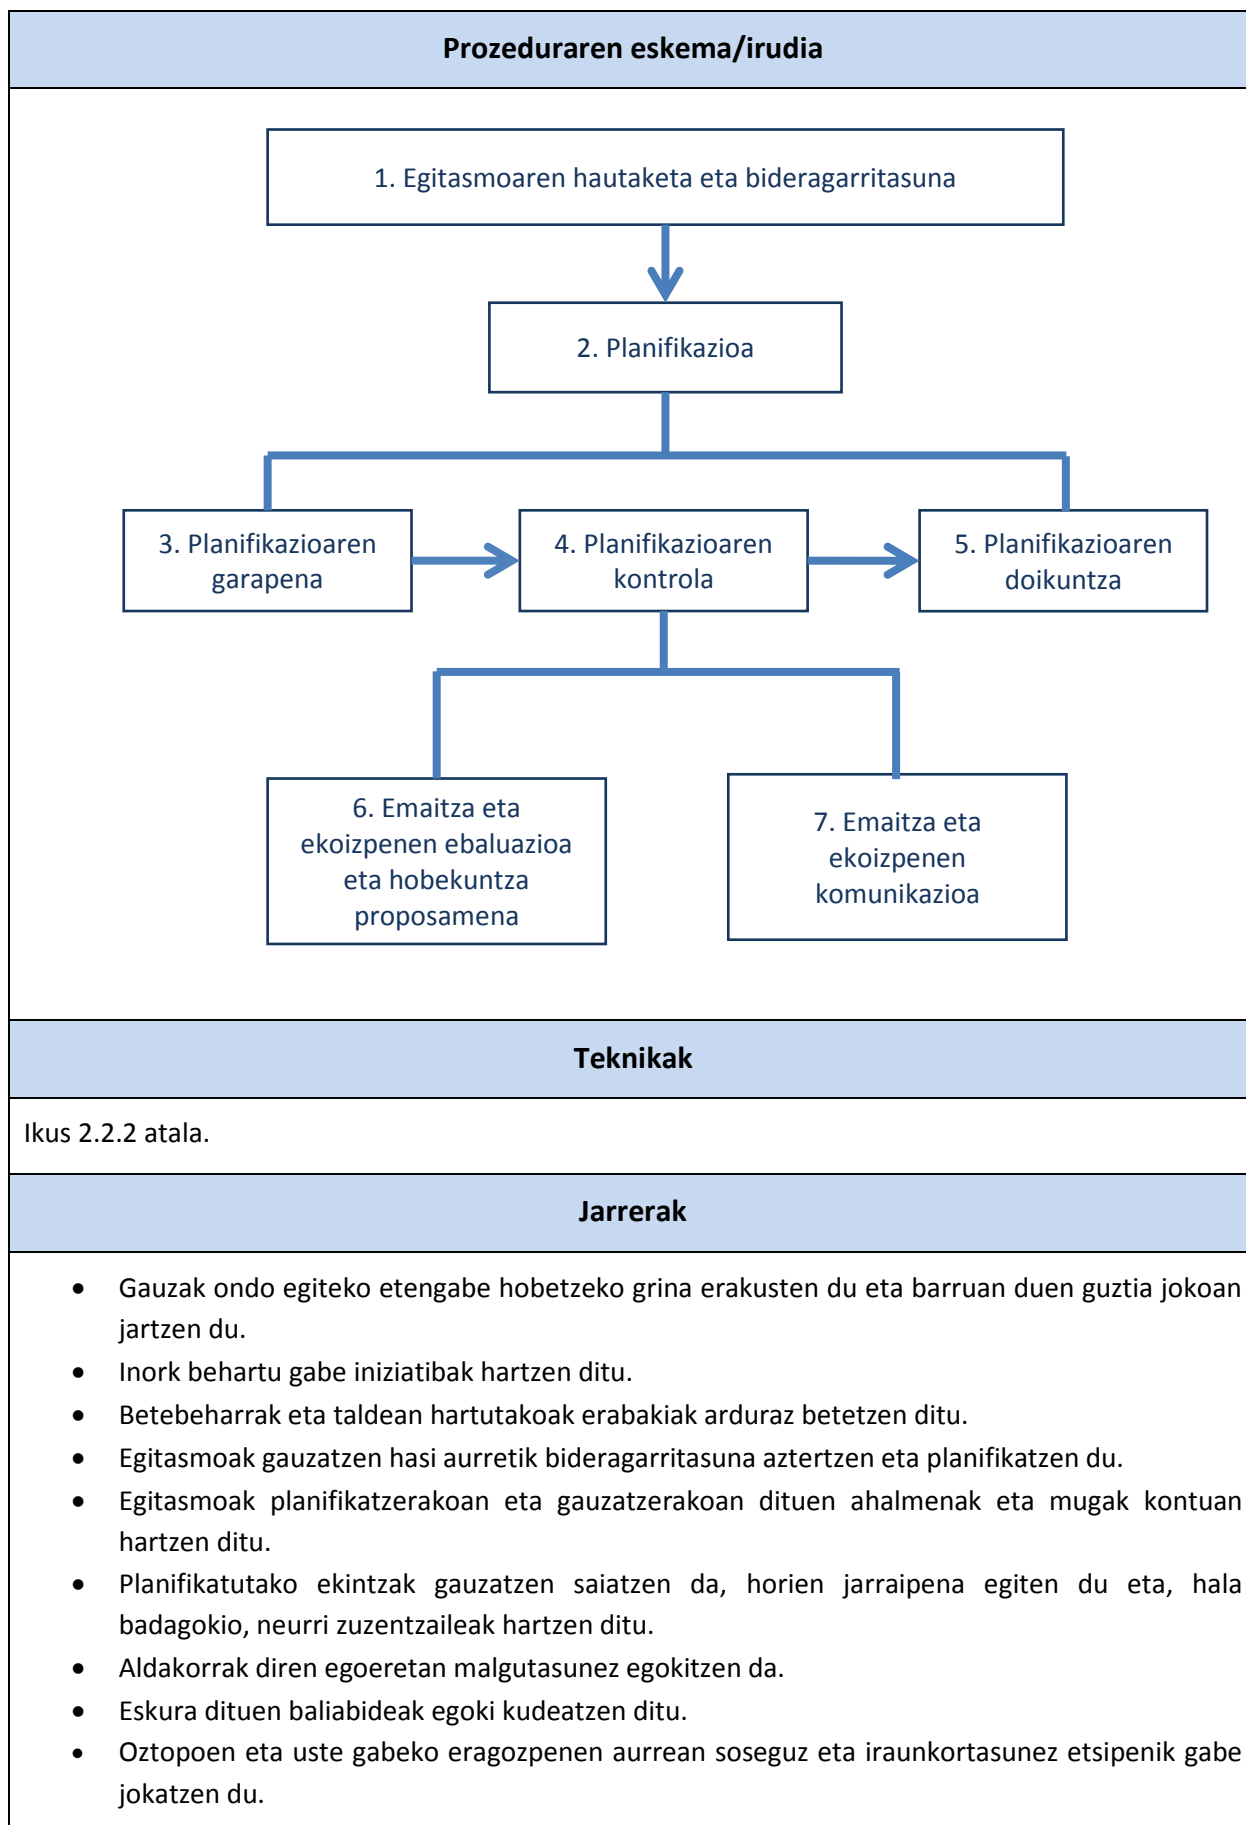 Prozeduraren eskema/irudia
1. Egitasmoaren hautaketa eta bideragarritasuna
2. Planifikazioa
3. Planifikazioaren
garapena
4. Planifikazioaren
kontrola
5. Planifikazioaren
doikuntza
6. Emaitza eta
ekoizpenen ebaluazioa
eta hobekuntza
proposamena
7. Emaitza eta
ekoizpenen
komunikazioa
Teknikak
Ikus 2.2.2 atala.
Jarrerak
• Gauzak ondo egiteko etengabe hobetzeko grina erakusten du eta barruan duen guztia jokoan
jartzen du.
• Inork behartu gabe iniziatibak hartzen ditu.
• Betebeharrak eta taldean hartutakoak erabakiak arduraz betetzen ditu.
• Egitasmoak gauzatzen hasi aurretik bideragarritasuna aztertzen eta planifikatzen du.
• Egitasmoak planifikatzerakoan eta gauzatzerakoan dituen ahalmenak eta mugak kontuan
hartzen ditu.
• Planifikatutako ekintzak gauzatzen saiatzen da, horien jarraipena egiten du eta, hala
badagokio, neurri zuzentzaileak hartzen ditu.
• Aldakorrak diren egoeretan malgutasunez egokitzen da.
• Eskura dituen baliabideak egoki kudeatzen ditu.
• Oztopoen eta uste gabeko eragozpenen aurrean soseguz eta iraunkortasunez etsipenik gabe
jokatzen du.